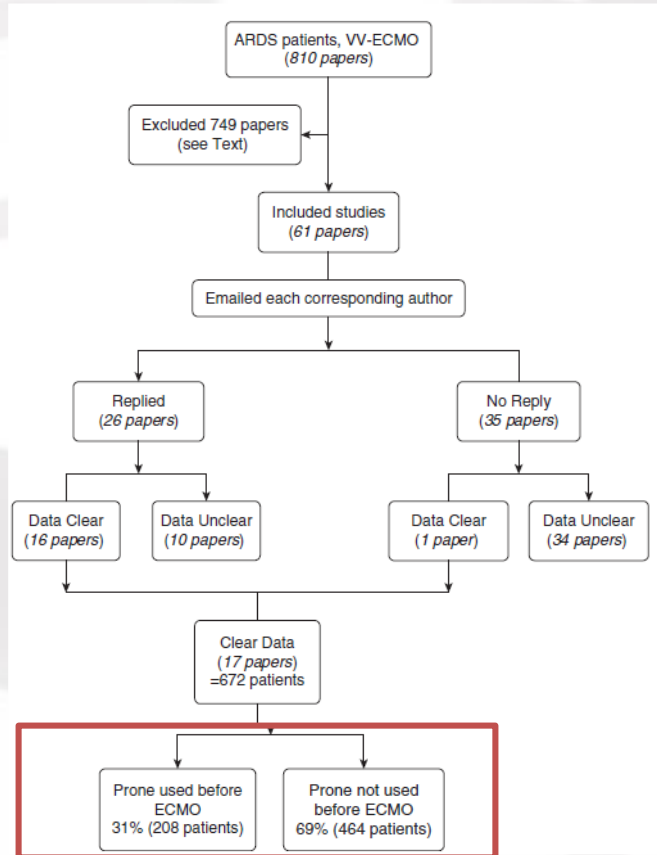 ARDS patients, VV-ECMO
(810 papers)
Excluded 749 papers
(see Text)
Included studies
(61 papers)
Emailed each corresponding author
Replied
(26 papers)
No Reply
(35 papers)
Data Clear
(16 papers)
Data Unclear
(10 papers)
Data Clear
(1 paper)
Data Unclear
(34 papers)
Clear Data
(17 papers)
=672 patients
Prone used before
ECMO
31% (208 patients)
Prone not used
before ECMO
69% (464 patients)